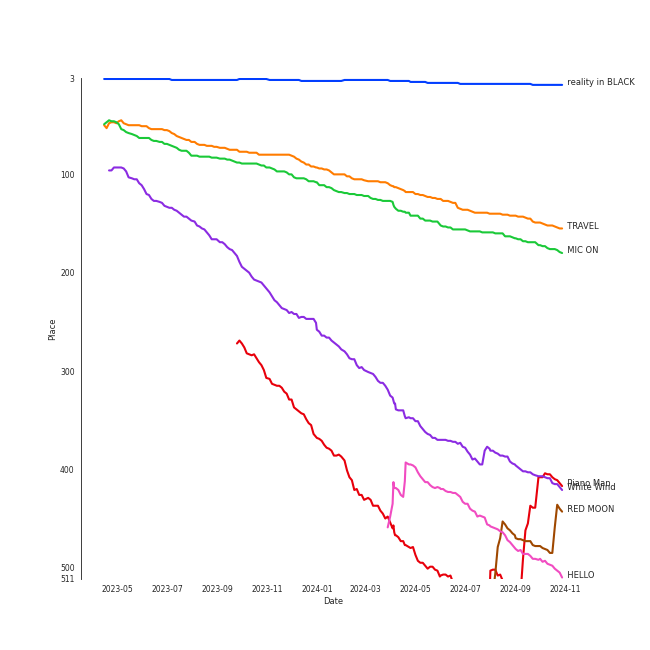 3
100
200
300
400
500
511
Place
reality in BLACK
TRAVEL
MIC ON
Piano Man
White Wind
RED MOON
HELLO
2023-05 2023-07 2023-09 2023-11 2024-01 2024-03 2024-05 2024-07 2024-09 2024-11
Date